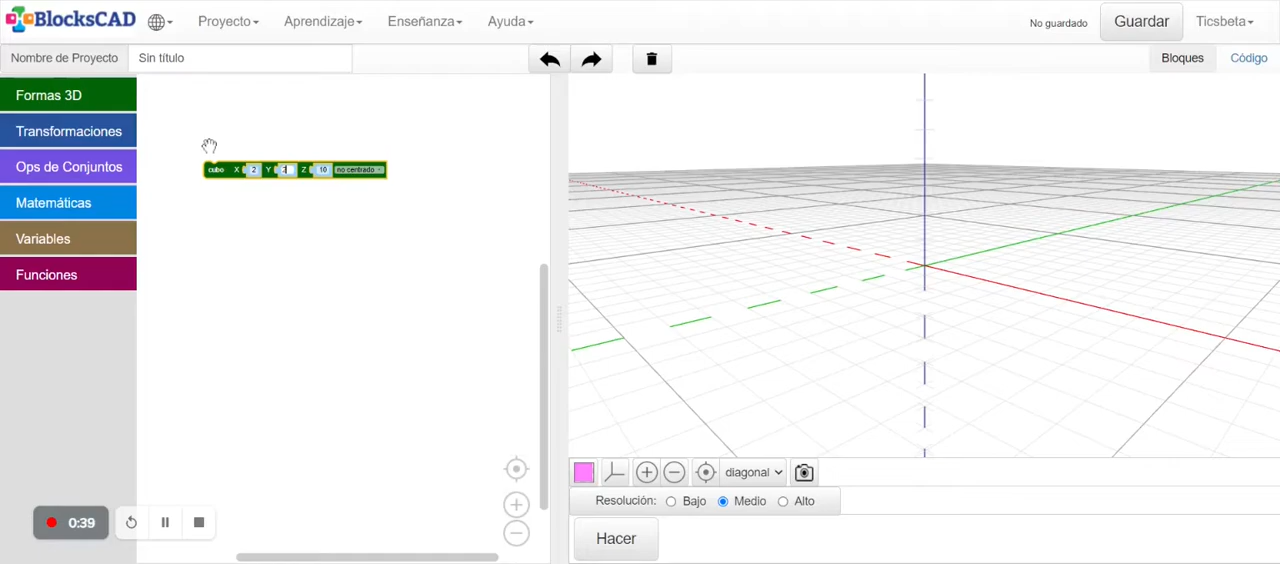 BlocksCAD
Proyecto
Aprendizaje
Enseñanza
Ayuda
No guardado
Guardar
Ticsbeta
Nombre de Proyecto
Sin título
Bloques
Código
Formas 3D
Transformaciones
Ops de Conjuntos
Matemáticas
Variables
Funciones
cubo X 2 Y 2 Z 10 no centrado
diagonal
Resolución: Bajo Medio Alto
Hacer
0:39